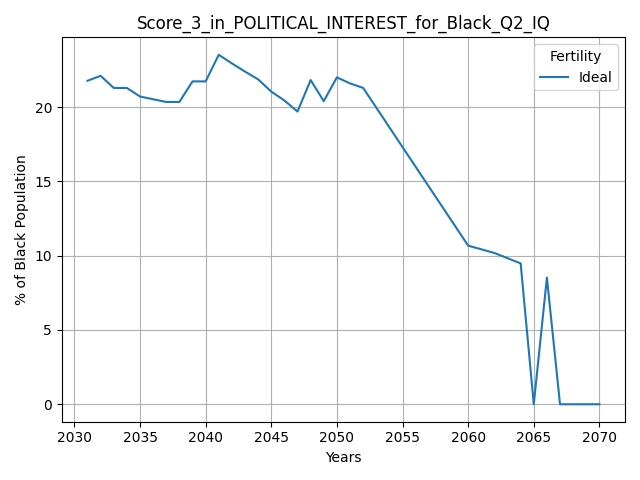 Score_3_in_POLITICAL_INTEREST_for_Black_Q2_IQ
Fertility
Ideal
% of Black Population
20
15
10
5
0
2030 2035 2040 2045 2050 2055 2060 2065 2070
Years